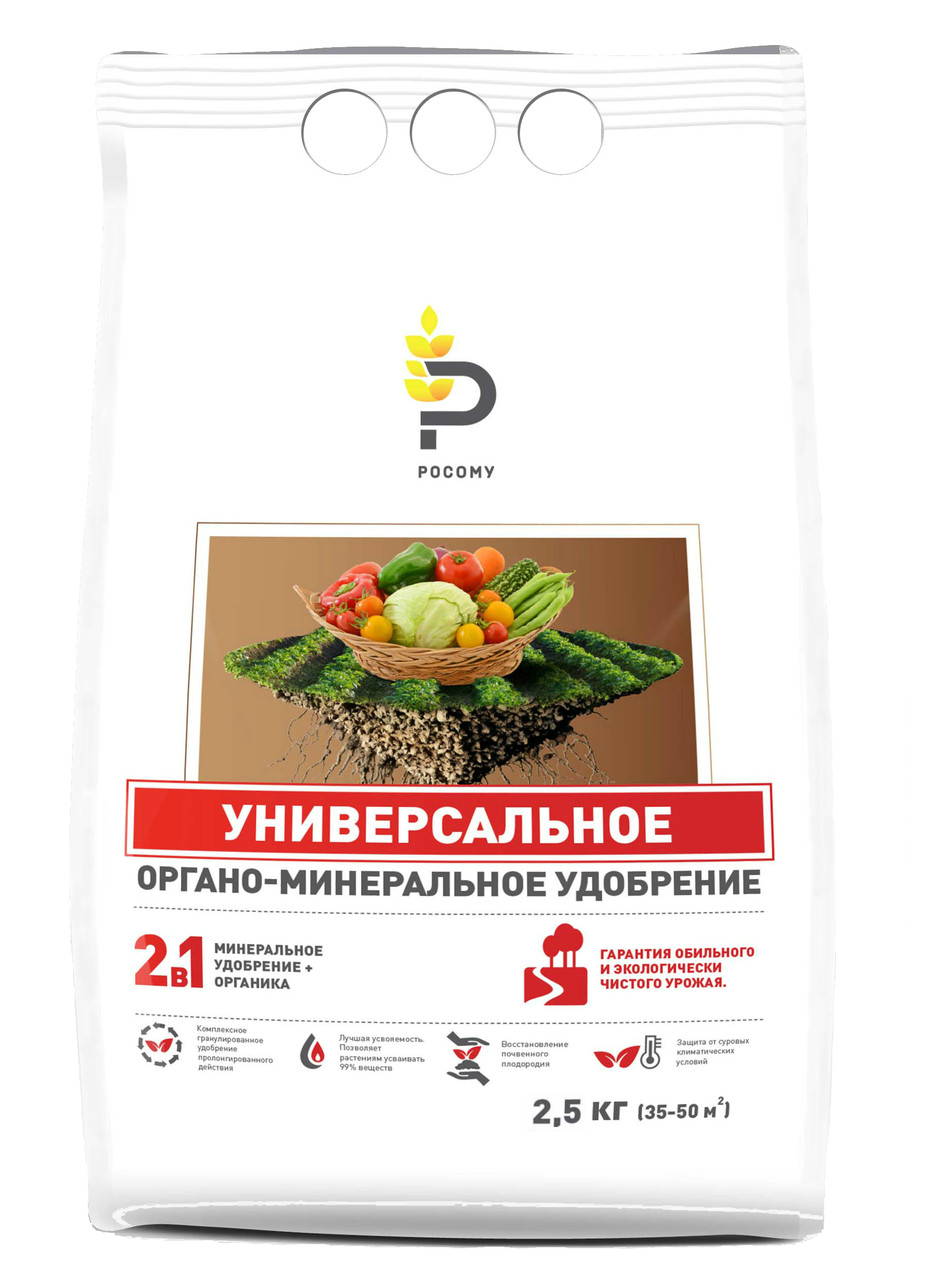 РОСОМУ
УНИВЕРСАЛЬНОЕ
ОРГАНО-МИНЕРАЛЬНОЕ УДОБРЕНИЕ
2в1
МИНЕРАЛЬНОЕ
УДОБРЕНИЕ +
ОРГАНИКА
ГАРАНТИЯ ОБИЛЬНОГО
И ЭКОЛОГИЧЕСКИ
ЧИСТОГО УРОЖАЯ.
Комплексное
гранулированное
удобрение
пролонгированного
действия
Лучшая усвояемость.
Позволяет
растениям усваивать
99% веществ
Восстановление
почвенного
плодородия
Защита от суровых
климатических
условий
2,5 КГ (35-50 м²)